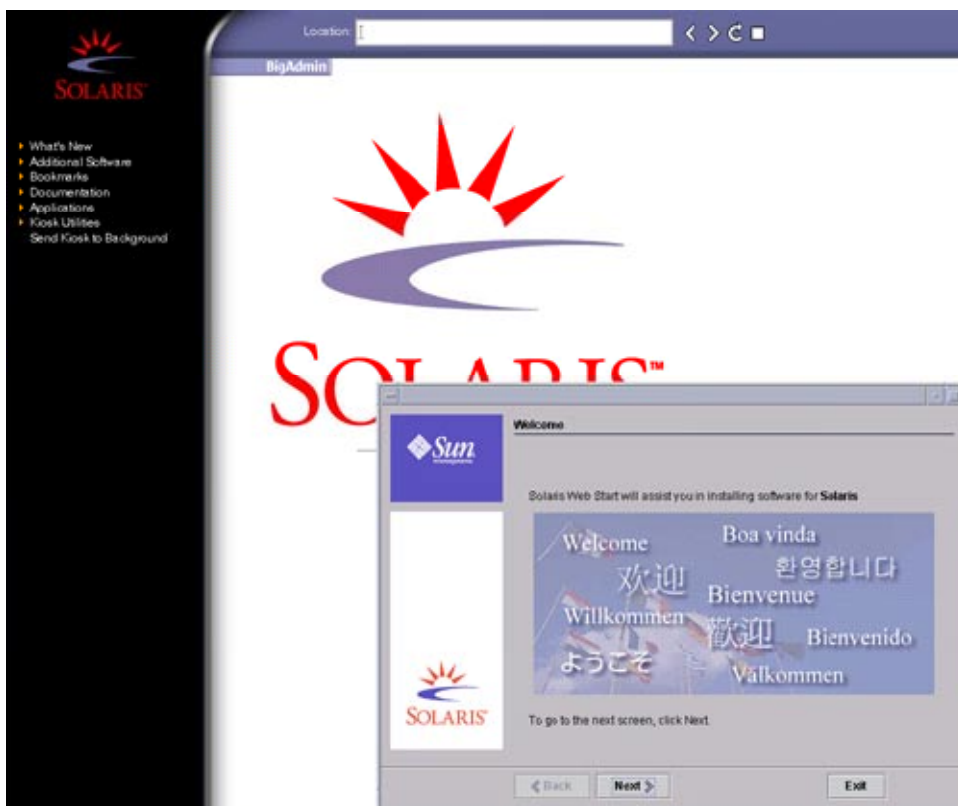 Location:
BigAdmin
SOLARIS™
What's New
Additional Software
Bookmarks
Documentation
Applications
Kiosk Utilities
Send Kiosk to Background
SOLARIS™
Sun
Welcome
Solaris Web Start will assist you in installing software for Solaris
Welcome
Boa vinda
欢迎
환영합니다
Bienvenue
Willkommen
歡迎
Bienvenido
ようこそ
Valkommen
SOLARIS™
To go to the next screen, click Next.
Back
Next
Exit